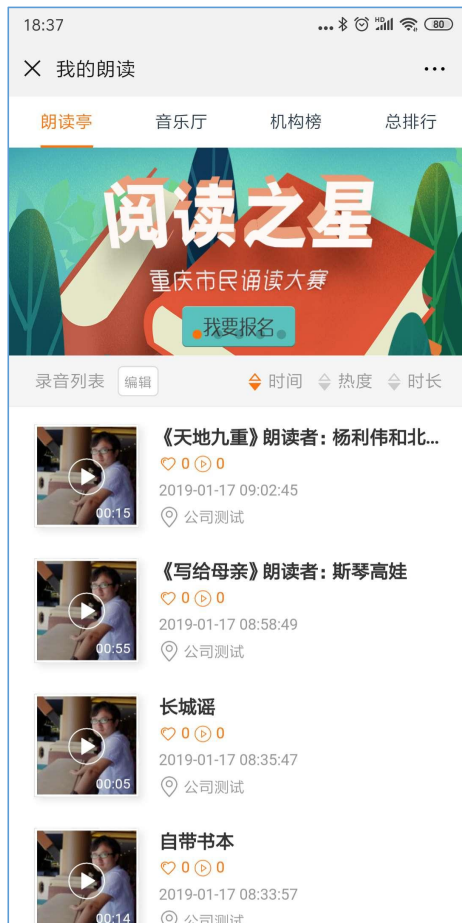 18:37
HD
80
我的朗读
朗读亭 音乐厅 机构榜 总排行
阅读之星
重庆市民诵读大赛
我要报名
录音列表 编辑 时间 热度 时长
《天地九重》朗读者：杨利伟和北...
0 0
2019-01-17 09:02:45
00:15
公司测试
《写给母亲》朗读者：斯琴高娃
0 0
2019-01-17 08:58:49
00:55
公司测试
长城谣
0 0
2019-01-17 08:35:47
00:05
公司测试
自带书本
0 0
2019-01-17 08:33:57
00:14
公司测试